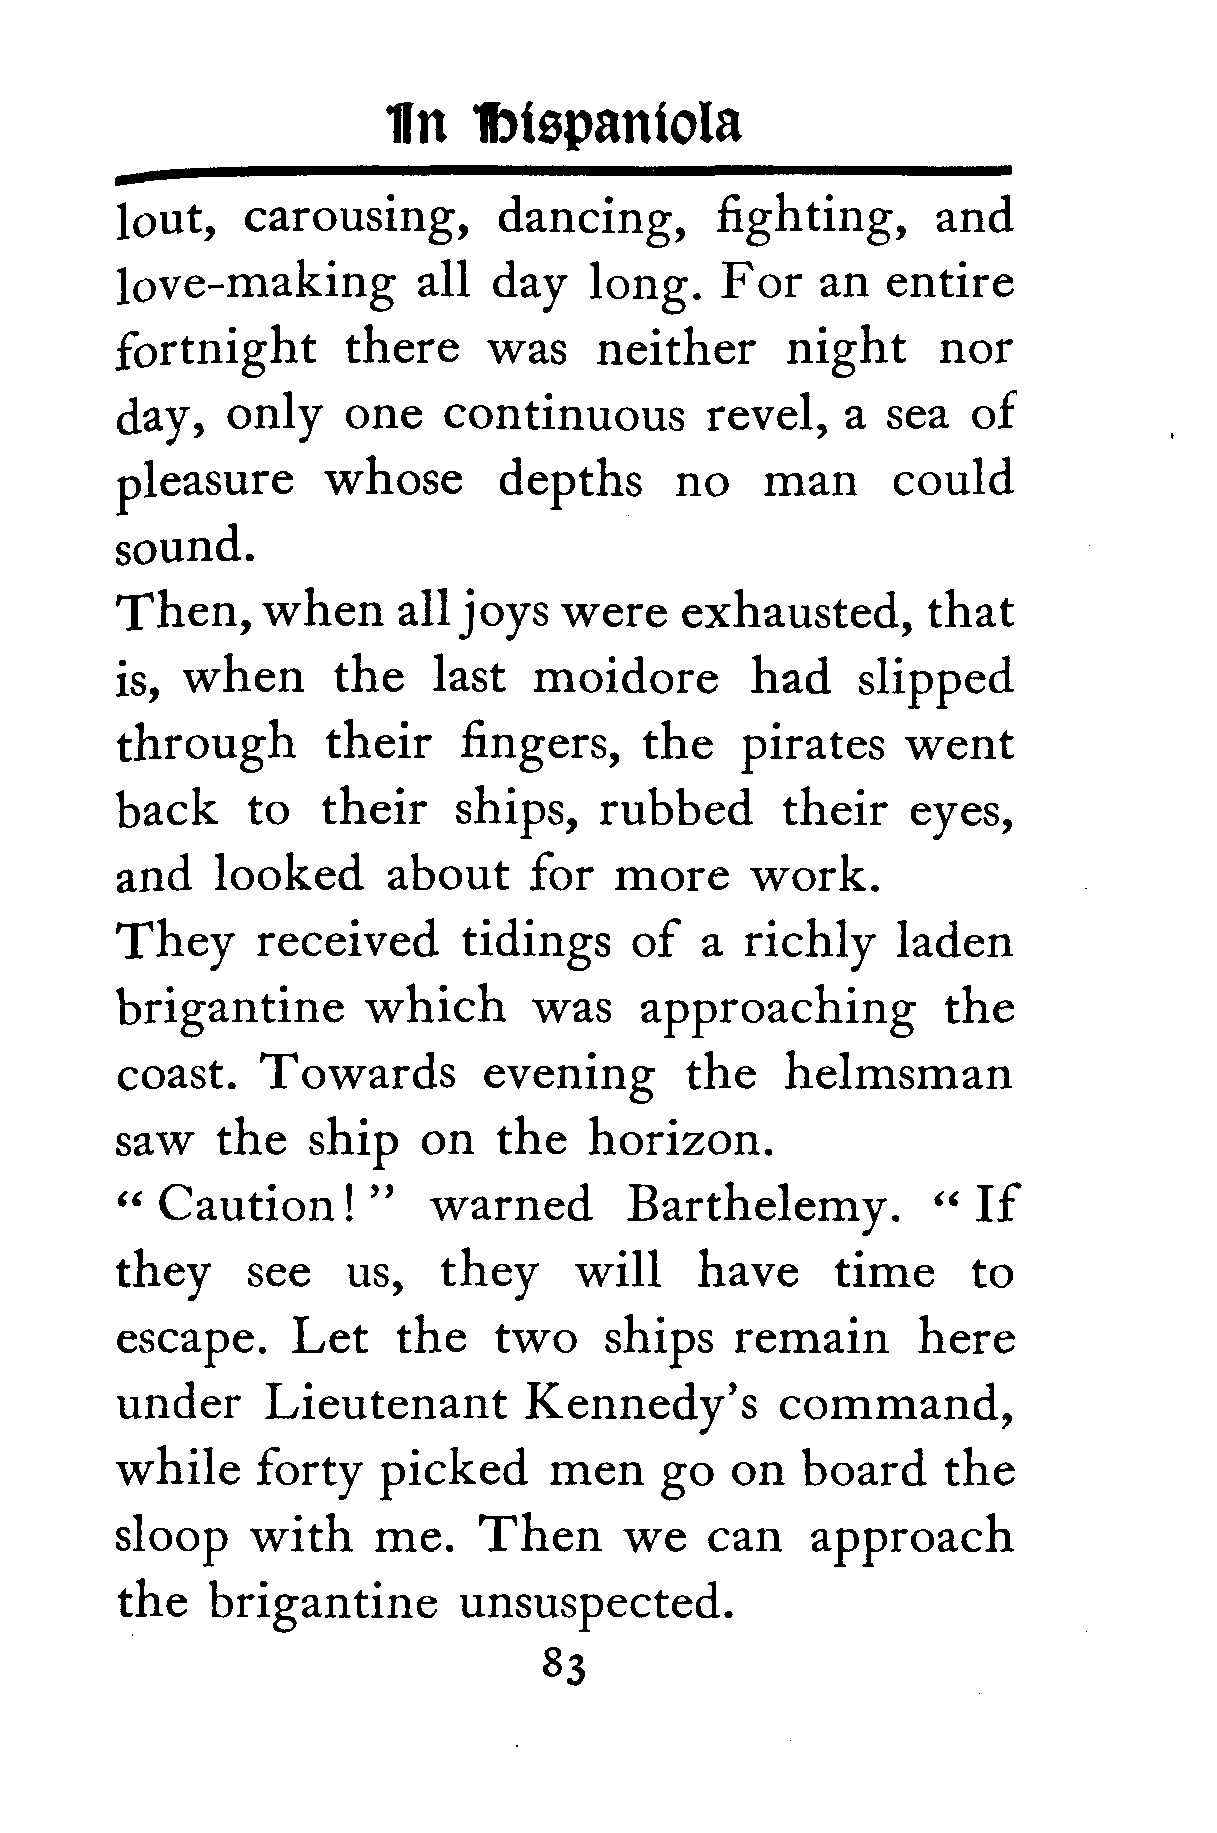 In Hispaniola
lout, carousing, dancing, fighting, and
love-making all day long. For an entire
fortnight there was neither night nor
day, only one continuous revel, a sea of
pleasure whose depths no man could
sound.
Then, when all joys were exhausted, that
is, when the last moidore had slipped
through their fingers, the pirates went
back to their ships, rubbed their eyes,
and looked about for more work.
They received tidings of a richly laden
brigantine which was approaching the
coast. Towards evening the helmsman
saw the ship on the horizon.
“ Caution! ” warned Barthelemy. “ If
they see us, they will have time to
escape. Let the two ships remain here
under Lieutenant Kennedy’s command,
while forty picked men go on board the
sloop with me. Then we can approach
the brigantine unsuspected.
83